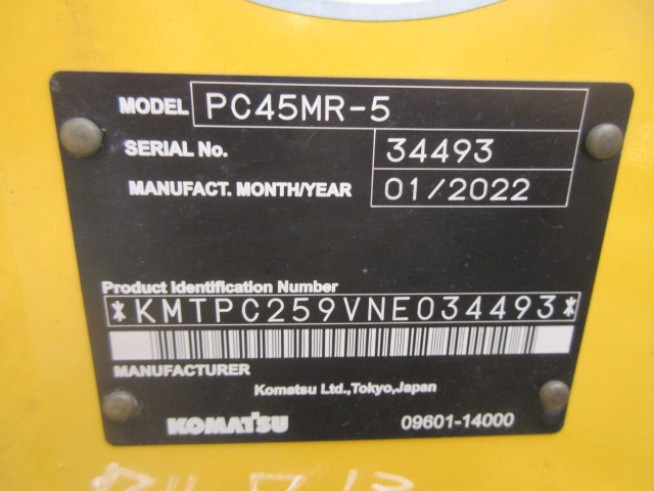 MODEL PC45MR-5
SERIAL No. 34493
MANUFACT. MONTH/YEAR 01/2022
Product Identification Number
*KMTPC259VNE034493*
MANUFACTURER
Komatsu Ltd.,Tokyo,Japan
KOMATSU 09601-14000